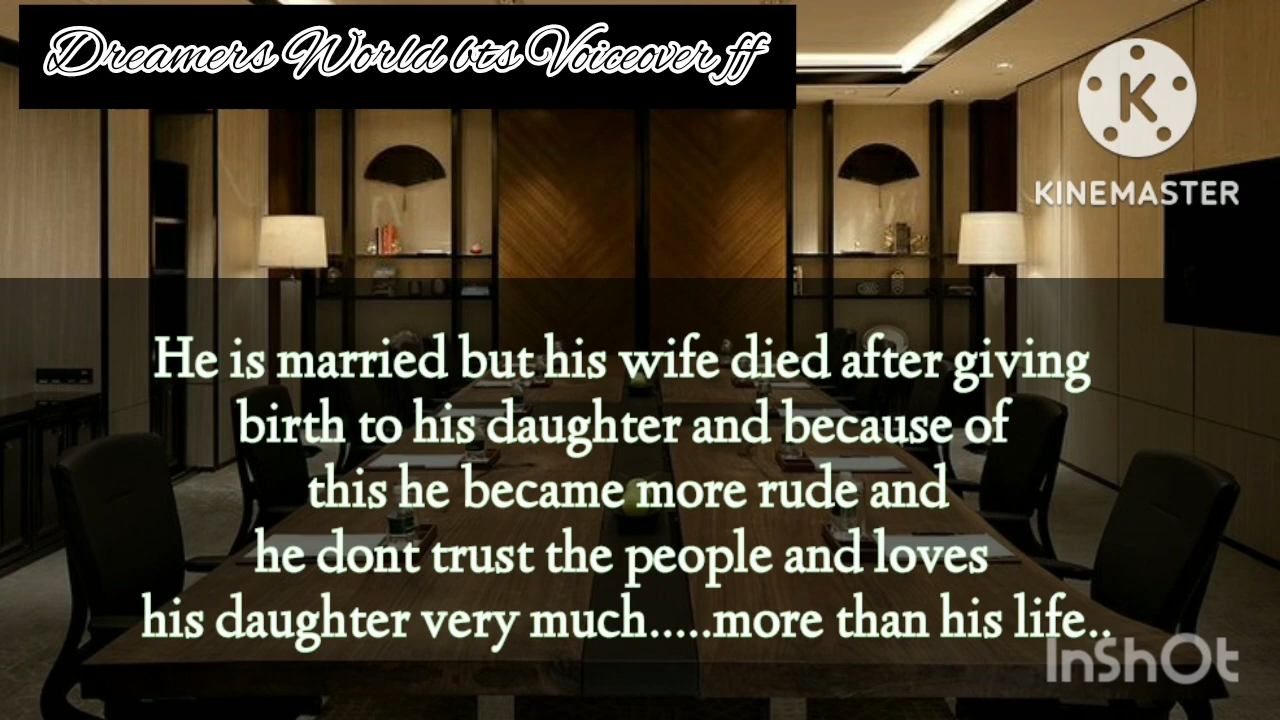 Dreamers World bts Voiceover ff
K
KINEMASTER
He is married but his wife died after giving
birth to his daughter and because of
this he became more rude and
he dont trust the people and loves
his daughter very much.....more than his life..
InShOt